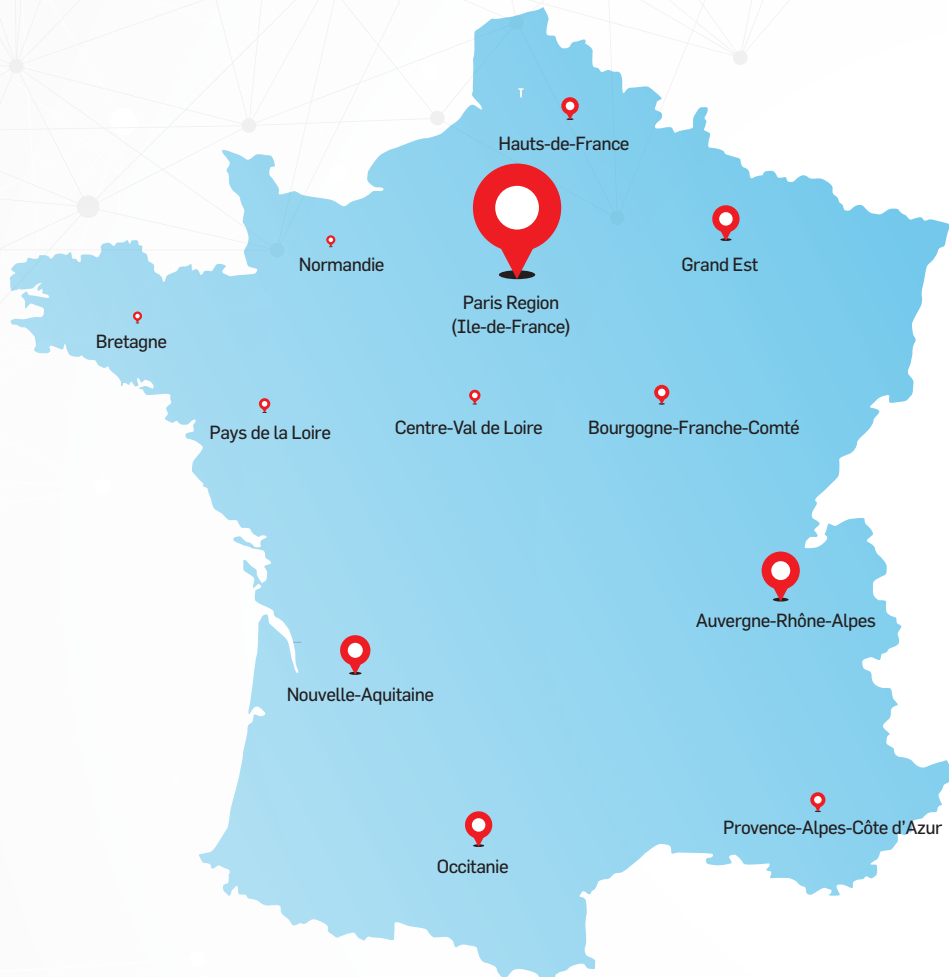 Hauts-de-France
Normandie
Grand Est
Paris Region
(Ile-de-France)
Bretagne
Pays de la Loire
Centre-Val de Loire
Bourgogne-Franche-Comté
Auvergne-Rhône-Alpes
Nouvelle-Aquitaine
Provence-Alpes-Côte d'Azur
Occitanie